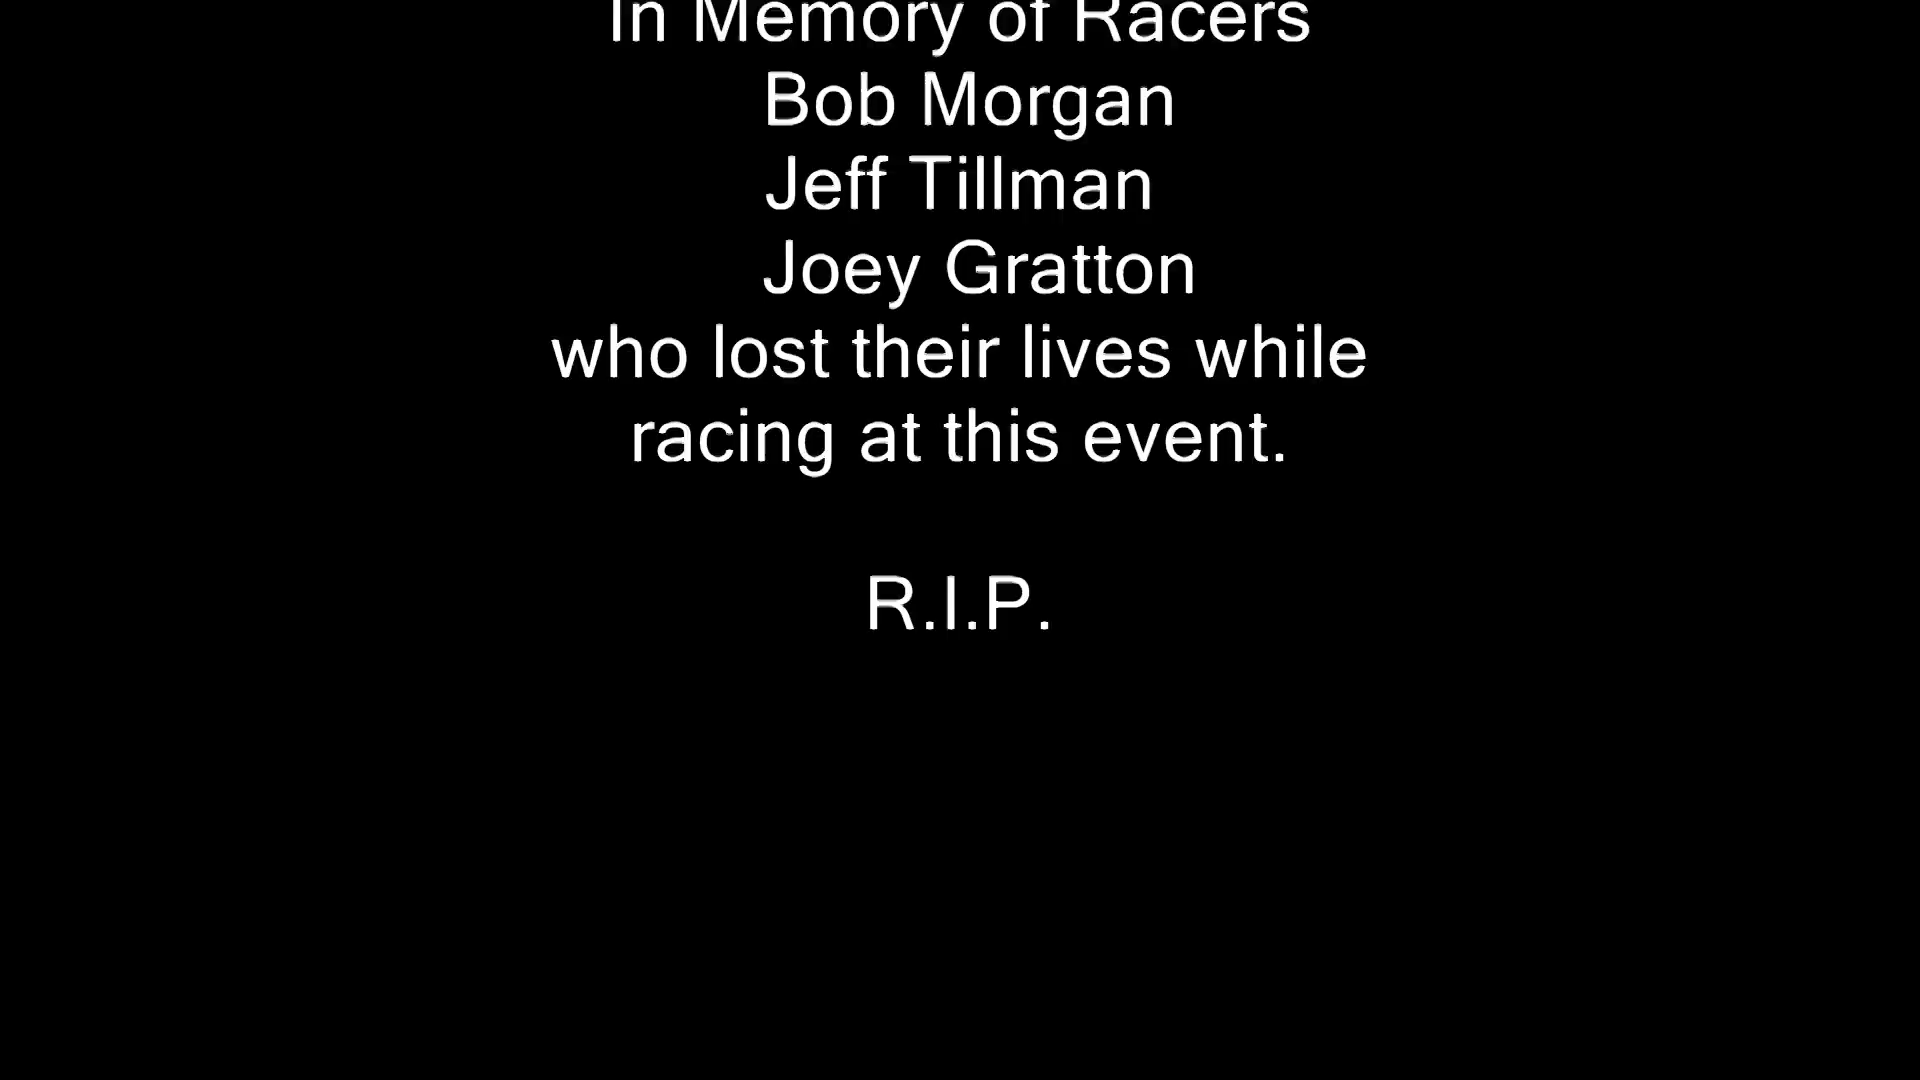 In Memory of Racers
Bob Morgan
Jeff Tillman
Joey Gratton
who lost their lives while
racing at this event.
R.I.P.